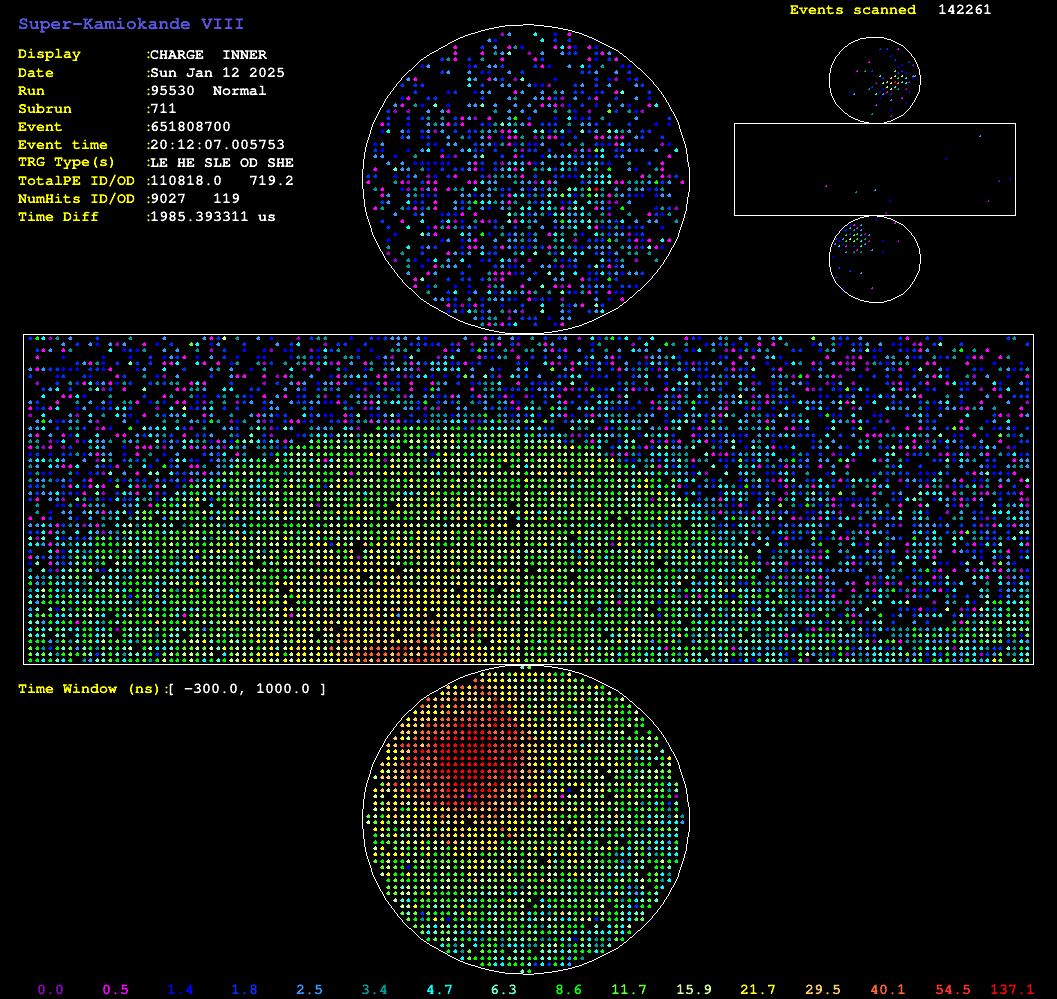 Super-Kamiokande VIII
Events scanned 142261
Display :CHARGE INNER
Date :Sun Jan 12 2025
Run :95530 Normal
Subrun :711
Event :651808700
Event time :20:12:07.005753
TRG Type(s) :LE HE SLE OD SHE
TotalPE ID/OD :110818.0 719.2
NumHits ID/OD :9027 119
Time Diff :1985.393311 us
Time Window (ns):[ -300.0, 1000.0 ]
0.0 0.5 1.4 1.8 2.5 3.4 4.7 6.3 8.6 11.7 15.9 21.7 29.5 40.1 54.5 137.1